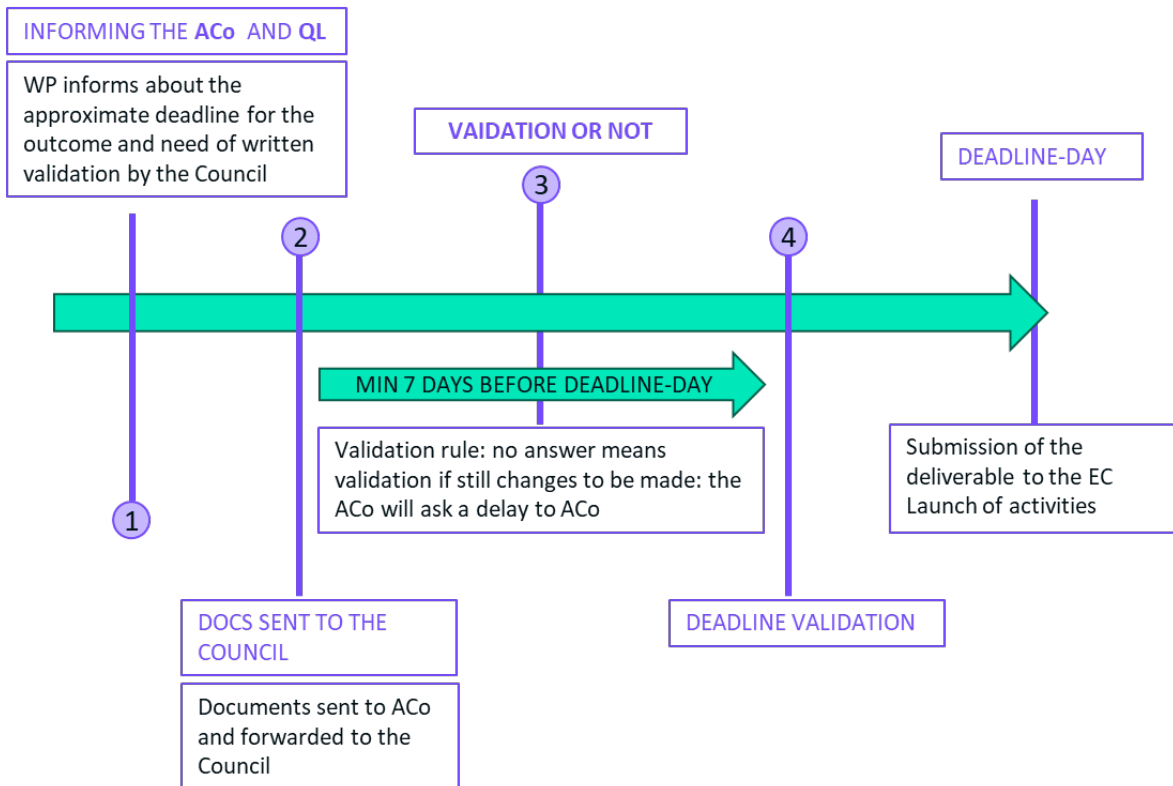 INFORMING THE ACo AND QL
WP informs about the
approximate deadline for the
outcome and need of written
validation by the Council
VAIDATION OR NOT
DEADLINE-DAY
3
2
4
MIN 7 DAYS BEFORE DEADLINE-DAY
Validation rule: no answer means
validation if still changes to be made: the
ACo will ask a delay to ACo
Submission of the
deliverable to the EC
Launch of activities
1
DOCS SENT TO THE
COUNCIL
DEADLINE VALIDATION
Documents sent to ACo
and forwarded to the
Council